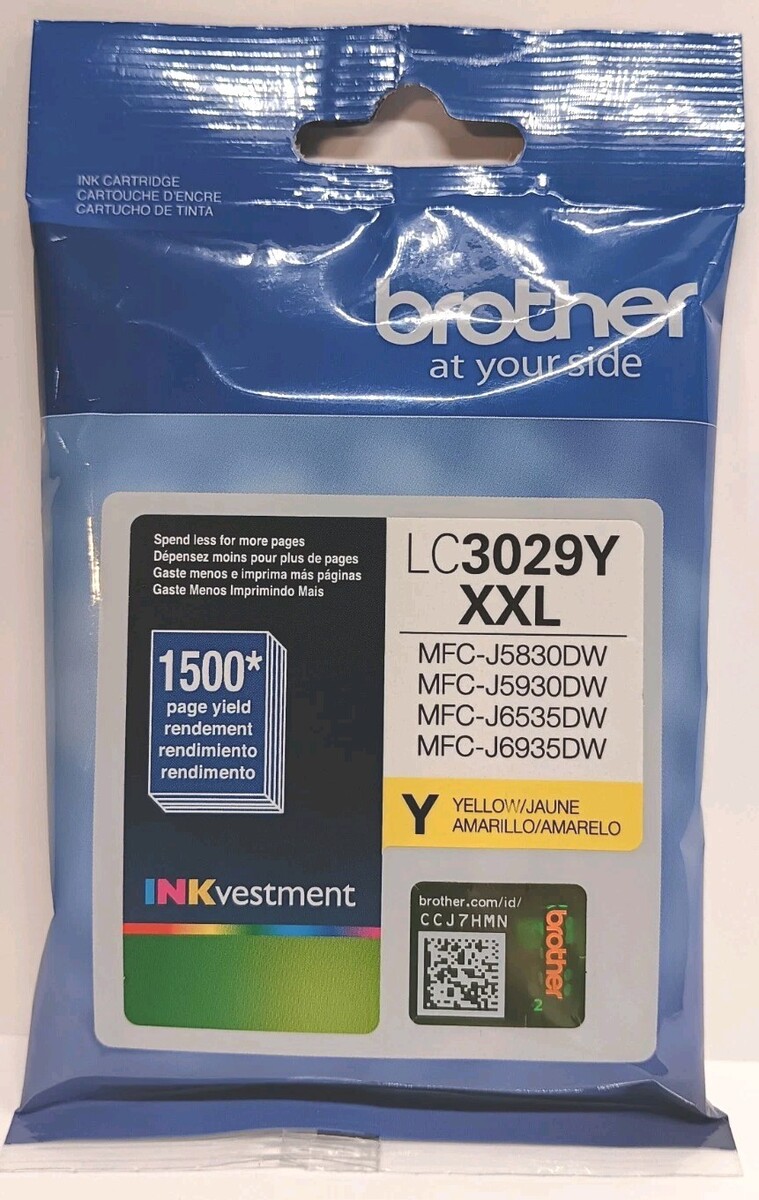 INK CARTRIDGE
CARTOUCHE D'ENCRE
CARTUCHO DE TINTA
brother
at your side
Spend less for more pages
Dépensez moins pour plus de pages
Gaste menos e imprima más páginas
Gaste Menos Imprimindo Mais
1500*
page yield
rendement
rendimiento
rendimento
INKvestment
LC3029Y
XXL
MFC-J5830DW
MFC-J5930DW
MFC-J6535DW
MFC-J6935DW
Y
YELLOW/JAUNE
AMARILLO/AMARELO
brother.com/id/
CCJ7HMN
brother
2